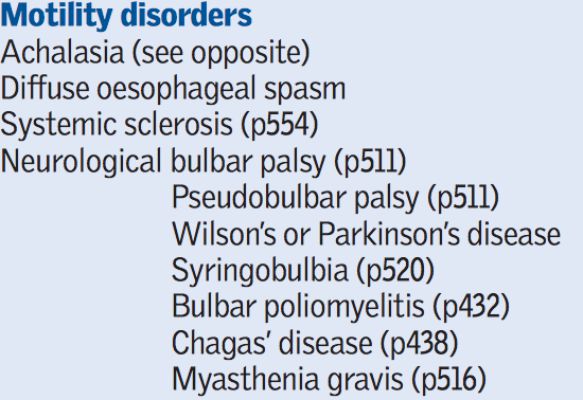 Motility disorders
Achalasia (see opposite)
Diffuse oesophageal spasm
Systemic sclerosis (p554)
Neurological bulbar palsy (p511)
Pseudobulbar palsy (p511)
Wilson’s or Parkinson’s disease
Syringobulbia (p520)
Bulbar poliomyelitis (p432)
Chagas’ disease (p438)
Myasthenia gravis (p516)